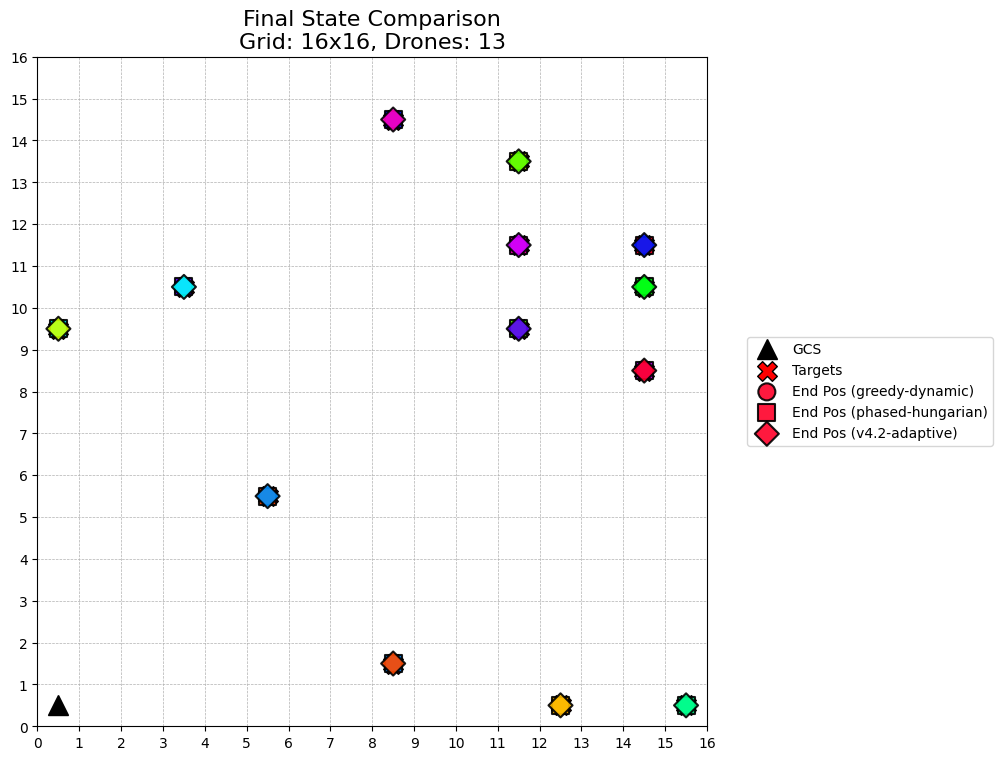 Final State Comparison
Grid: 16x16, Drones: 13
16
15
14
13
12
11
10
9
8
7
6
5
4
3
2
1
0
0 1 2 3 4 5 6 7 8 9 10 11 12 13 14 15 16
GCS
Targets
End Pos (greedy-dynamic)
End Pos (phased-hungarian)
End Pos (v4.2-adaptive)